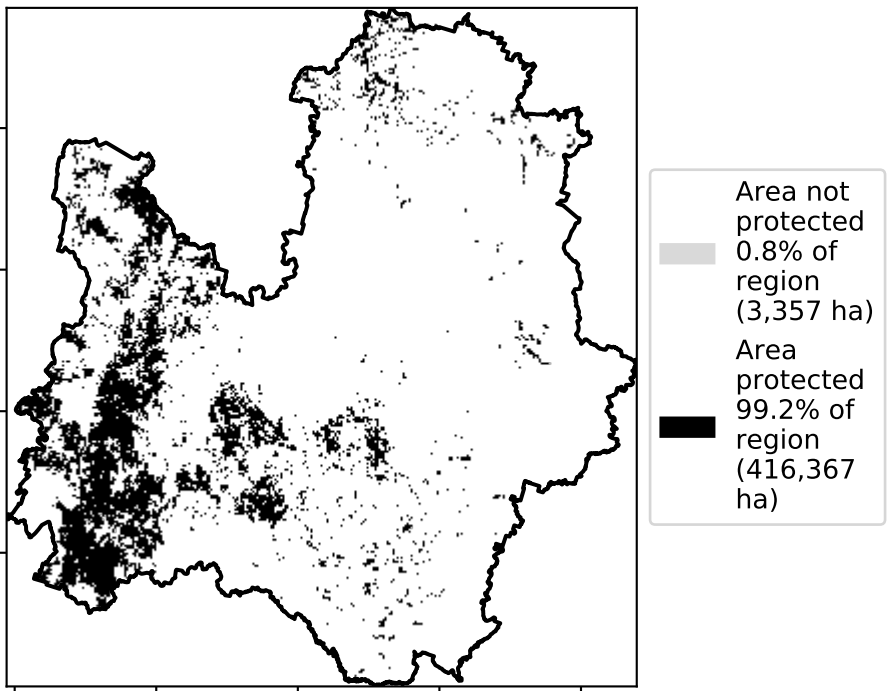 Area not
protected
0.8% of
region
(3,357 ha)
Area
protected
99.2% of
region
(416,367
ha)